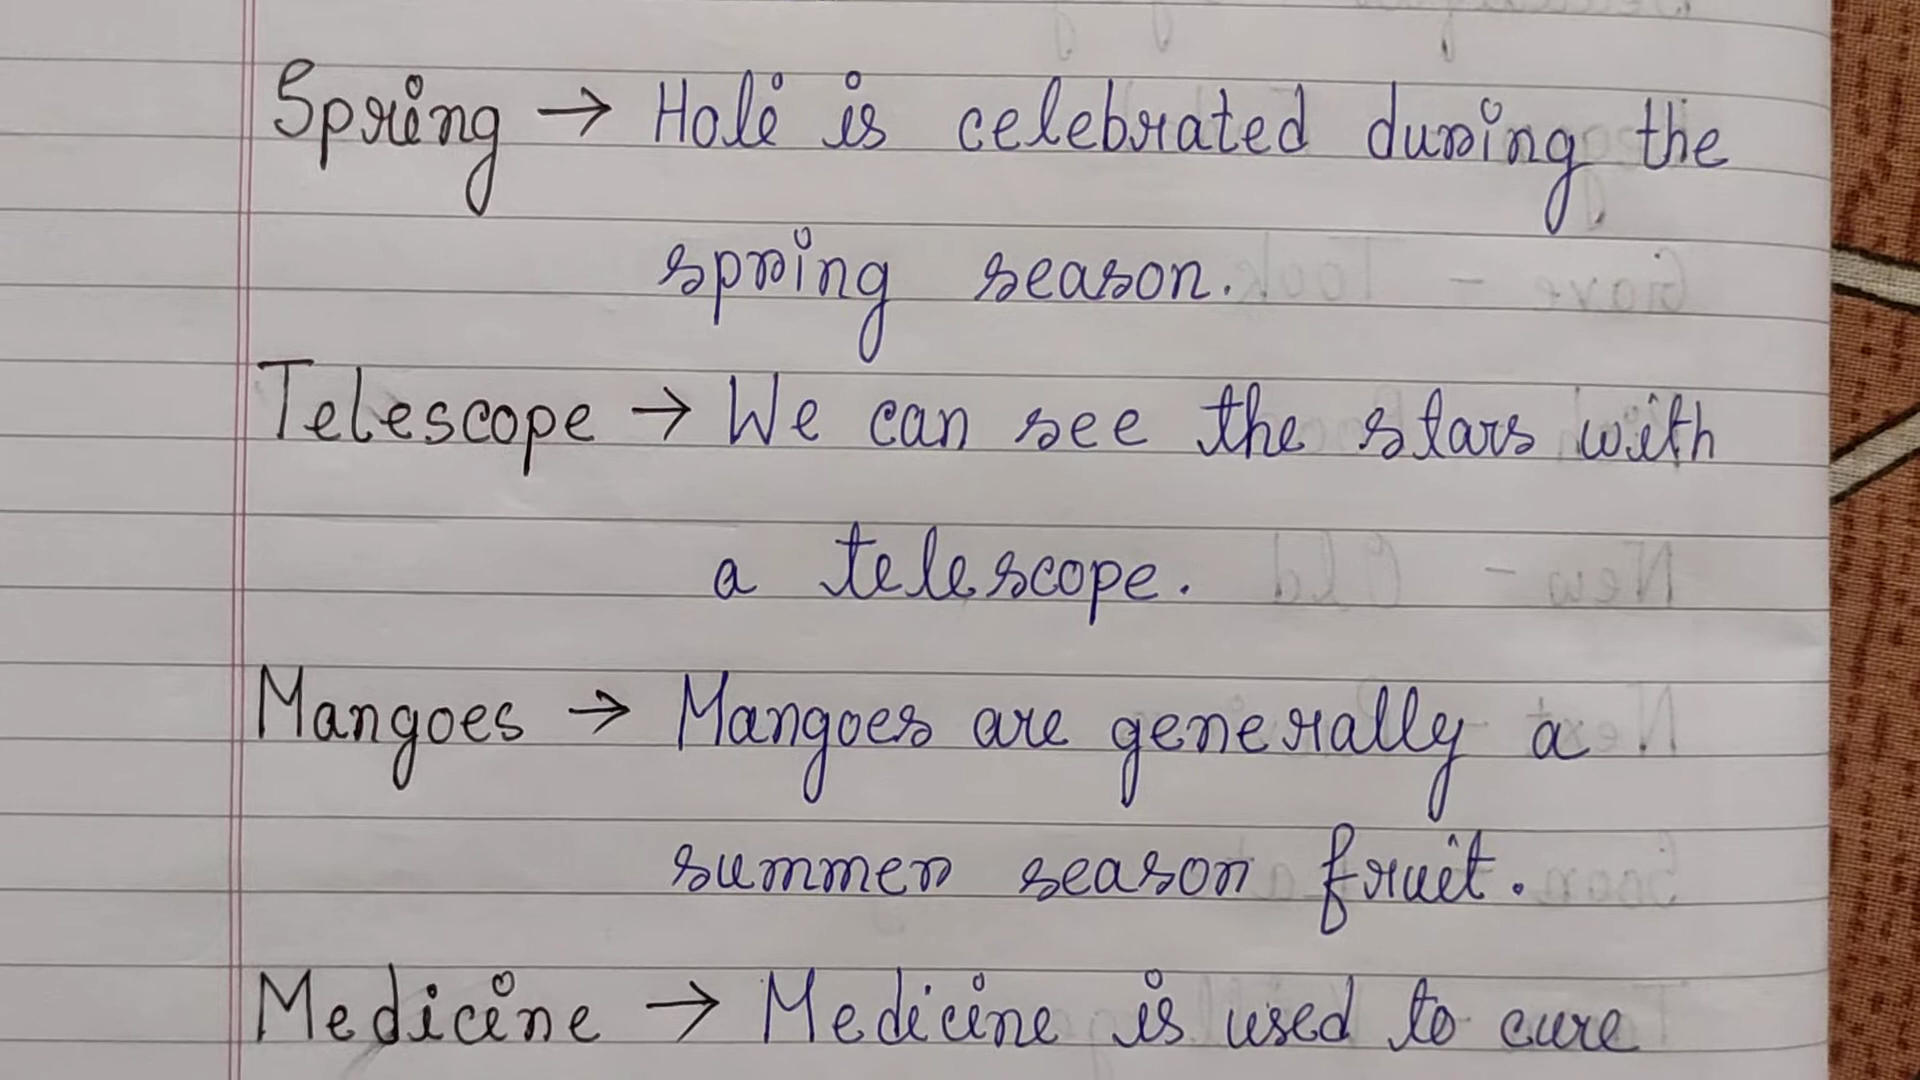 Spring → Holi is celebrated during the
spring season.
Telescope → We can see the stars with
a telescope.
Mangoes → Mangoes are generally a
summer season fruit.
Medicine → Medicine is used to cure